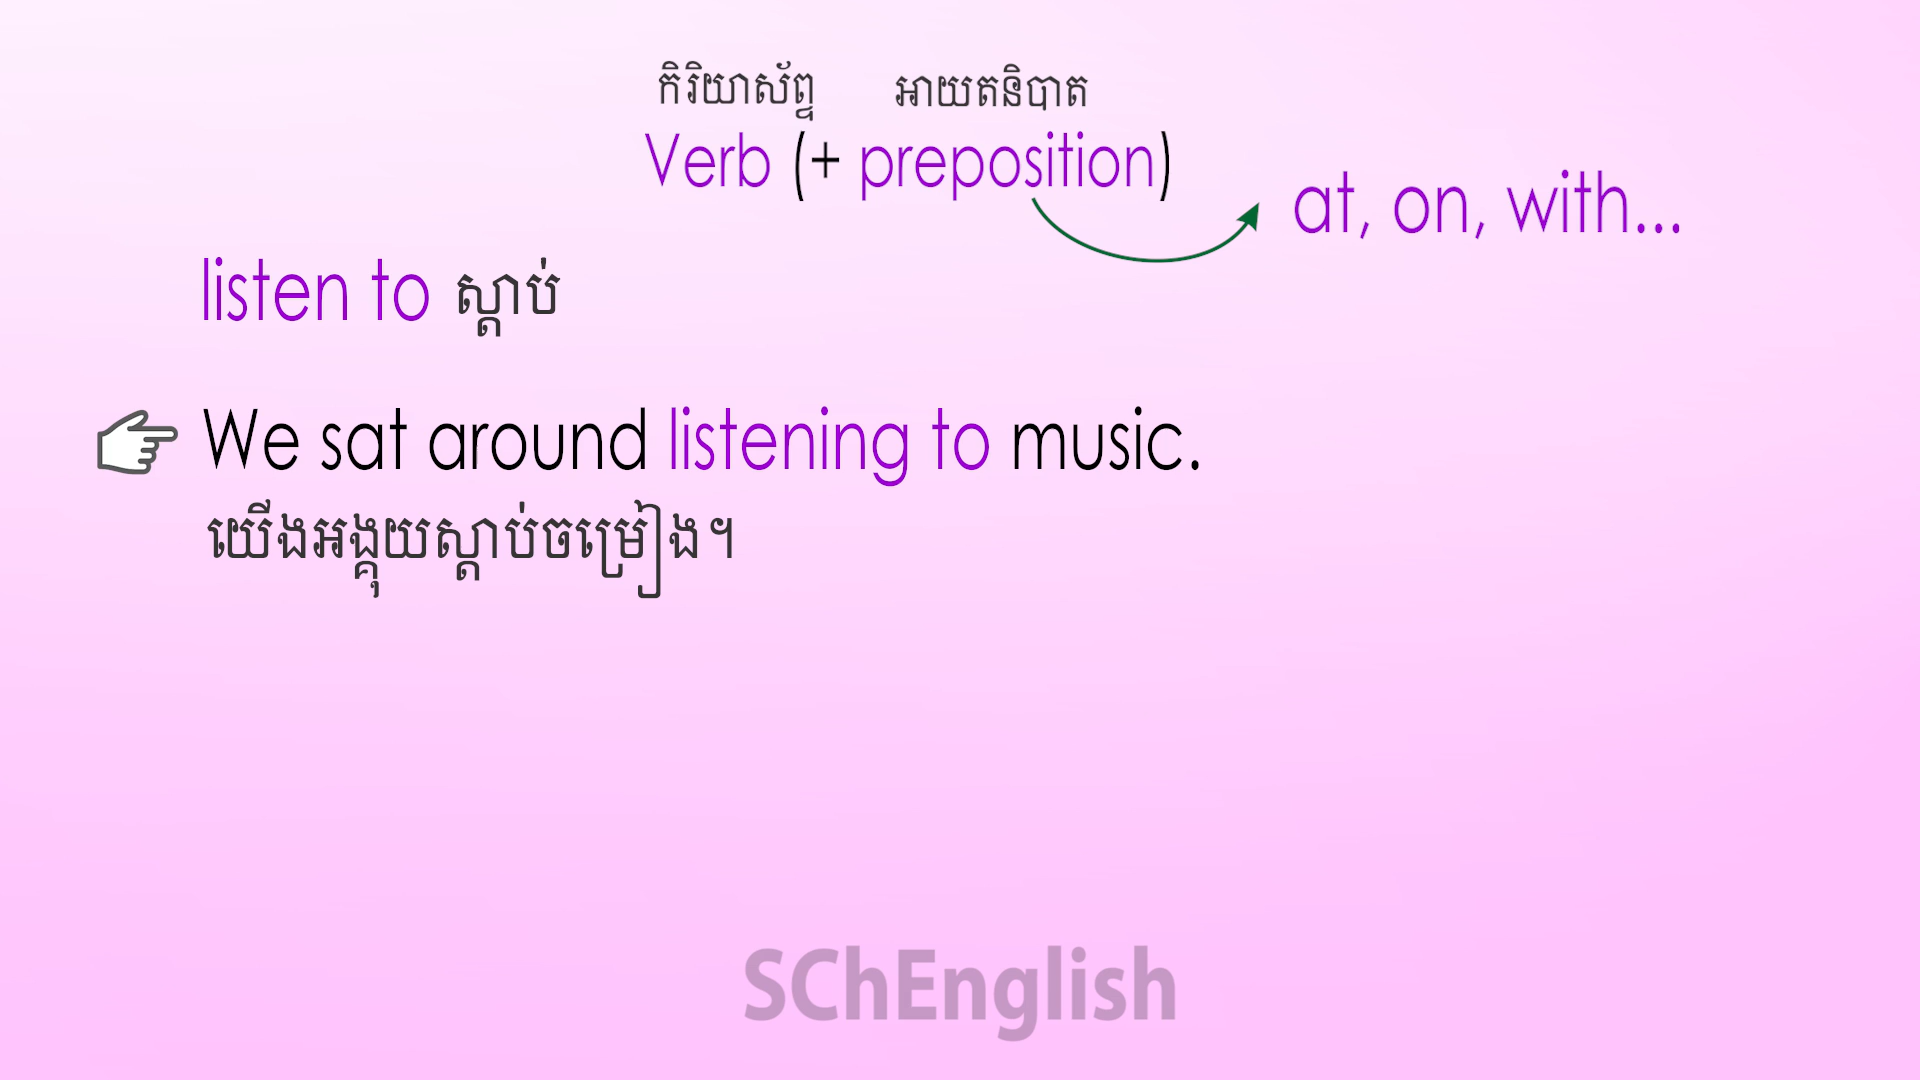 កិរិយាស័ព្ទ អាយតនិបាត
Verb (+ preposition)
at, on, with...
listen to ស្ដាប់
We sat around listening to music.
យើងអង្គុយស្ដាប់ចម្រៀង។
SChEnglish